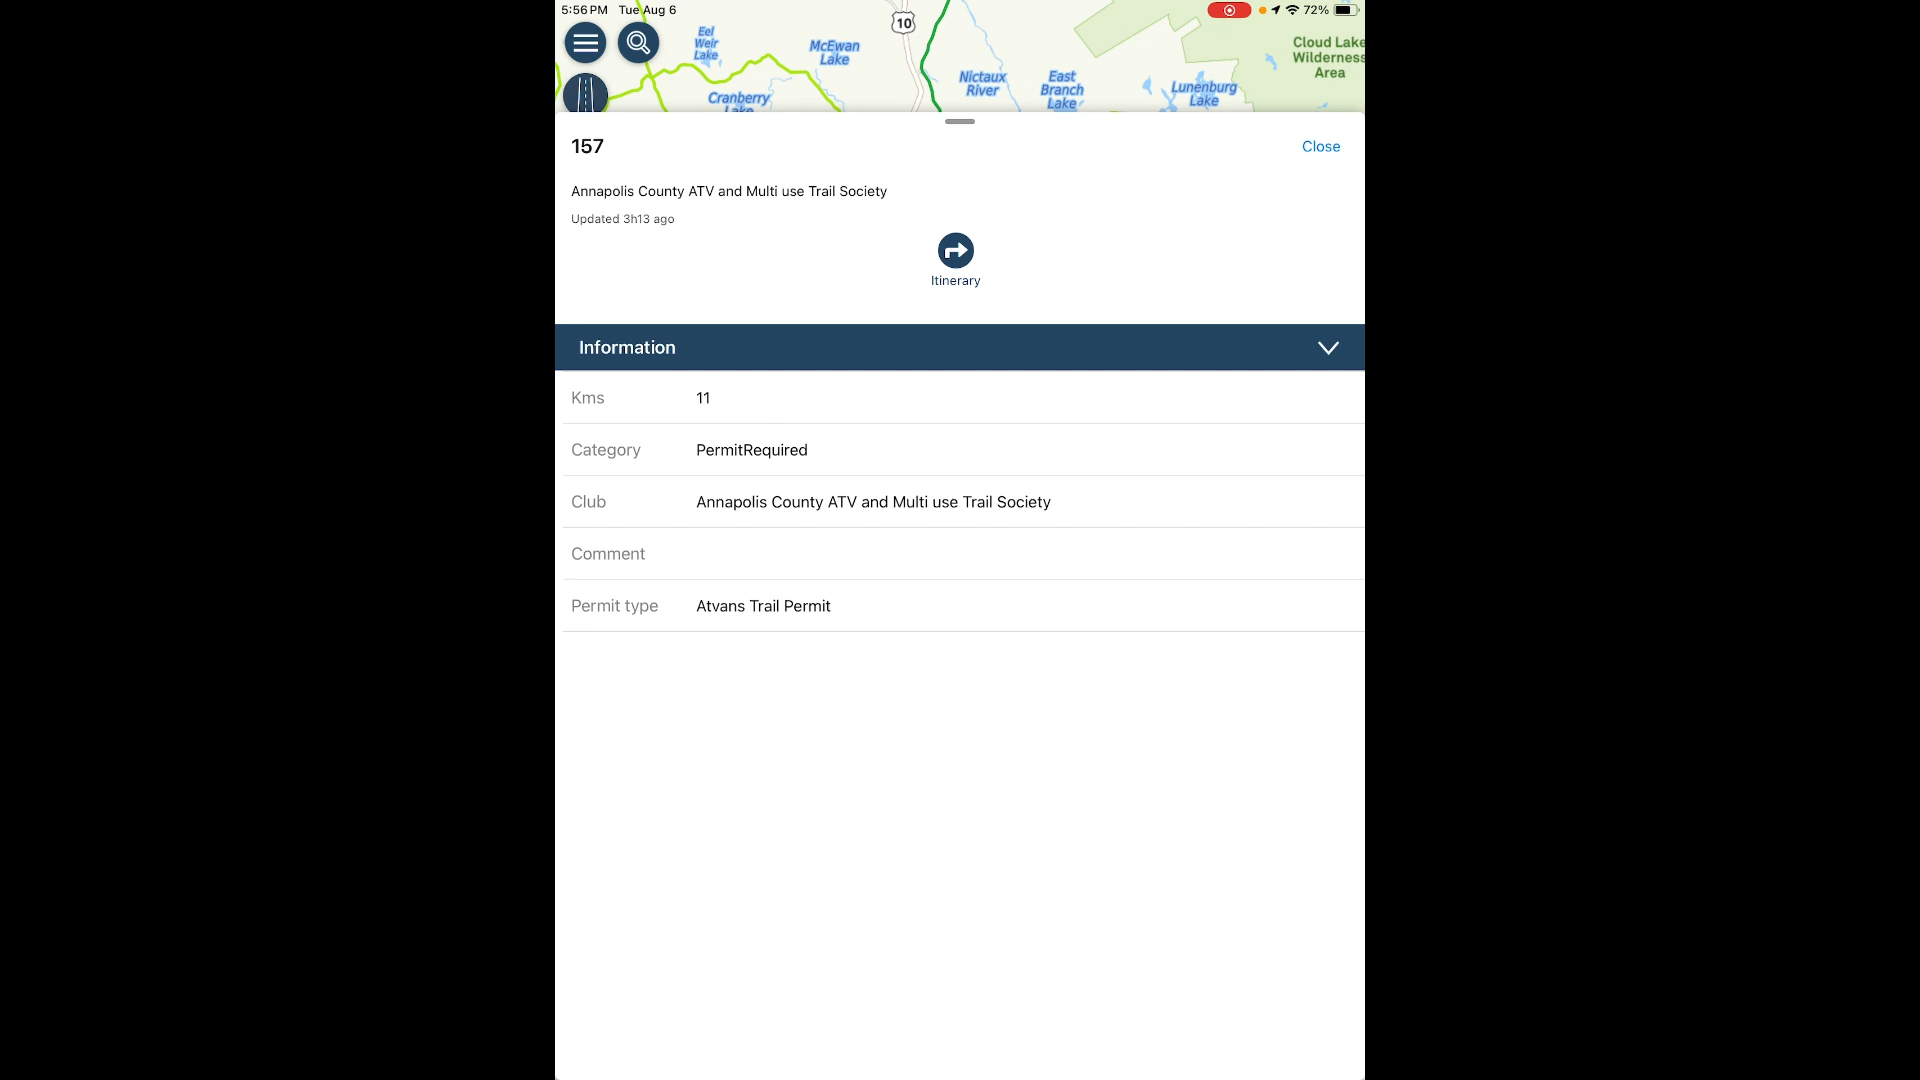 5:56 PM Tue Aug 6
72%
10
Eel
Weir
Lake
McEwan
Lake
Cranberry
Lake
Nictaux
River
East
Branch
Lake
Lunenburg
Lake
Cloud Lake
Wilderness
Area
157
Close
Annapolis County ATV and Multi use Trail Society
Updated 3h13 ago
Itinerary
Information
Kms 11
Category PermitRequired
Club Annapolis County ATV and Multi use Trail Society
Comment
Permit type Atvans Trail Permit